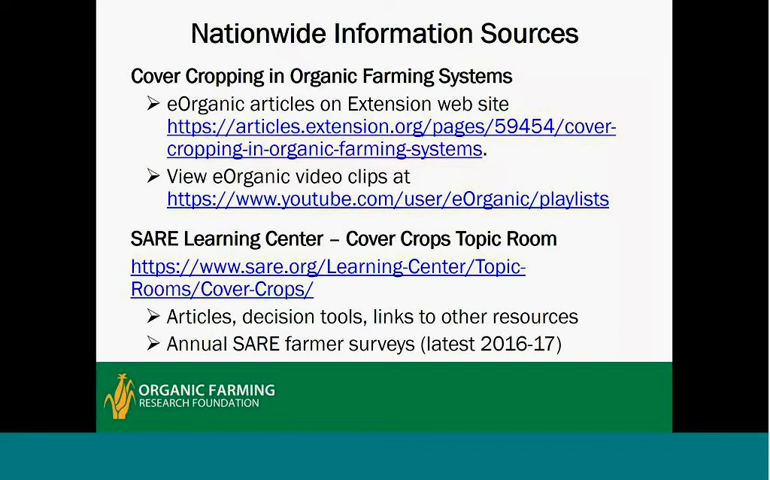 Nationwide Information Sources
Cover Cropping in Organic Farming Systems
➢ eOrganic articles on Extension web site
https://articles.extension.org/pages/59454/cover-
cropping-in-organic-farming-systems.
➢ View eOrganic video clips at
https://www.youtube.com/user/eOrganic/playlists
SARE Learning Center – Cover Crops Topic Room
https://www.sare.org/Learning-Center/Topic-
Rooms/Cover-Crops/
➢ Articles, decision tools, links to other resources
➢ Annual SARE farmer surveys (latest 2016-17)
ORGANIC FARMING
RESEARCH FOUNDATION